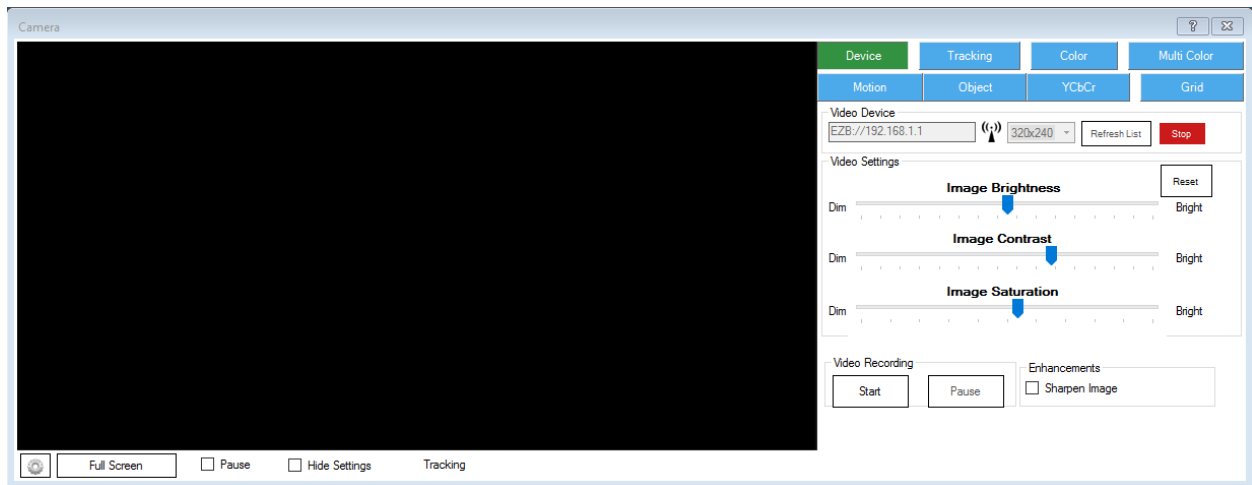 Camera
Device Tracking Color Multi Color
Motion Object YCbCr Grid
Video Device
EZB://192.168.1.1 320x240 Refresh List Stop
Video Settings
Reset
Image Brightness
Dim Bright
Image Contrast
Dim Bright
Image Saturation
Dim Bright
Video Recording Enhancements
Start Pause Sharpen Image
Full Screen Pause Hide Settings Tracking